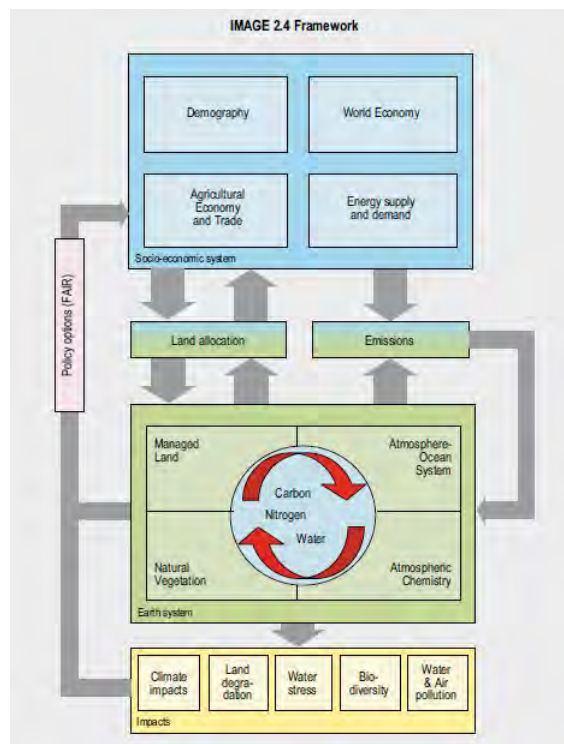 IMAGE 2.4 Framework
Demography
World Economy
Agricultural
Economy
and Trade
Energy supply
and demand
Socio-economic system
Policy options (FAIR)
Land allocation
Emissions
Managed
Land
Atmosphere-
Ocean
System
Carbon
Nitrogen
Water
Natural
Vegetation
Atmospheric
Chemistry
Earth system
Climate
impacts
Land
degra-
dation
Water
stress
Bio-
diversity
Water
& Air
pollution
Impacts